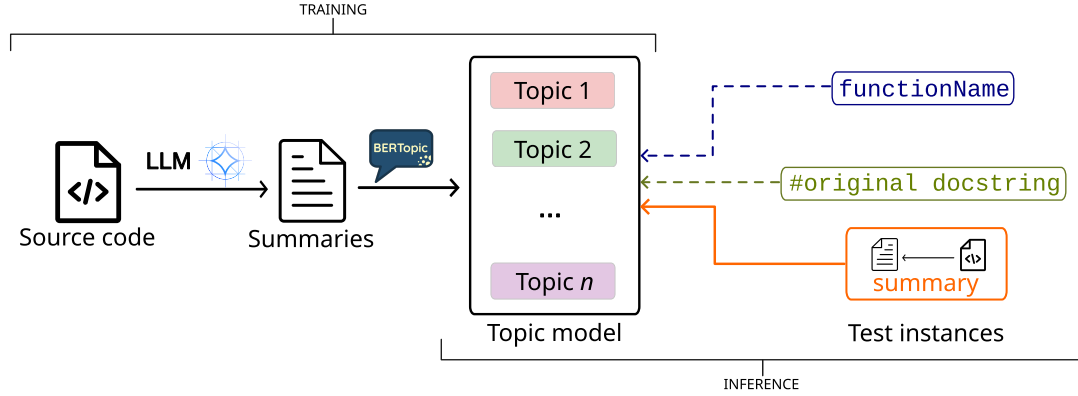 TRAINING
Topic 1
functionName
BERTopic
LLM
Topic 2
#original docstring
...
Source code
Summaries
Topic n
summary
Topic model
Test instances
INFERENCE